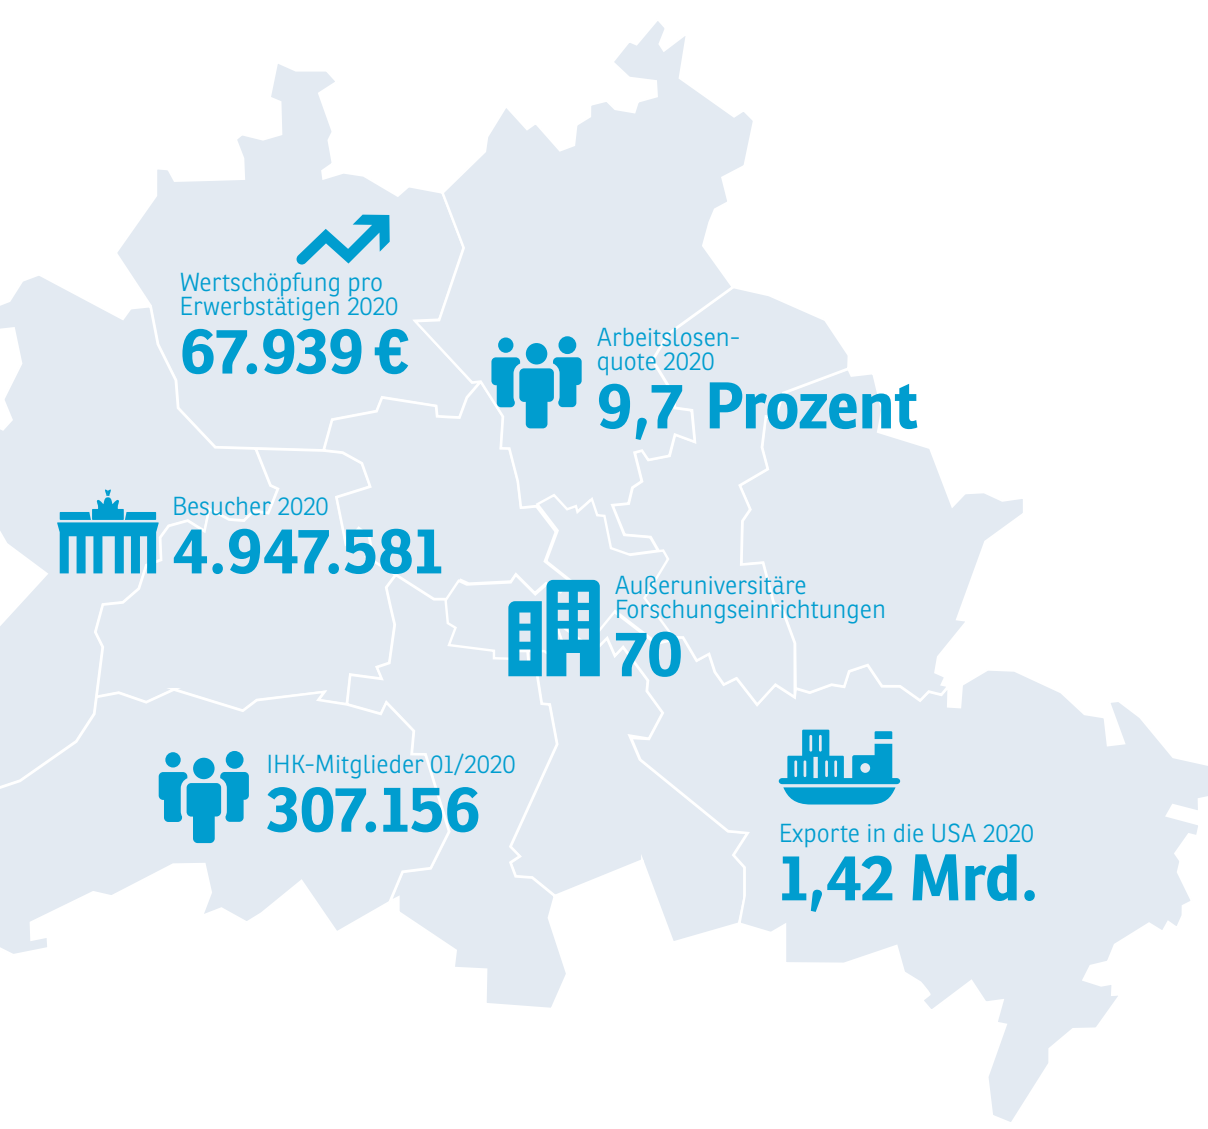 Wertschöpfung pro
Erwerbstätigen 2020
67.939 €
Arbeitslosen-
quote 2020
9,7 Prozent
Besucher 2020
4.947.581
Außeruniversitäre
Forschungseinrichtungen
70
IHK-Mitglieder 01/2020
307.156
Exporte in die USA 2020
1,42 Mrd.